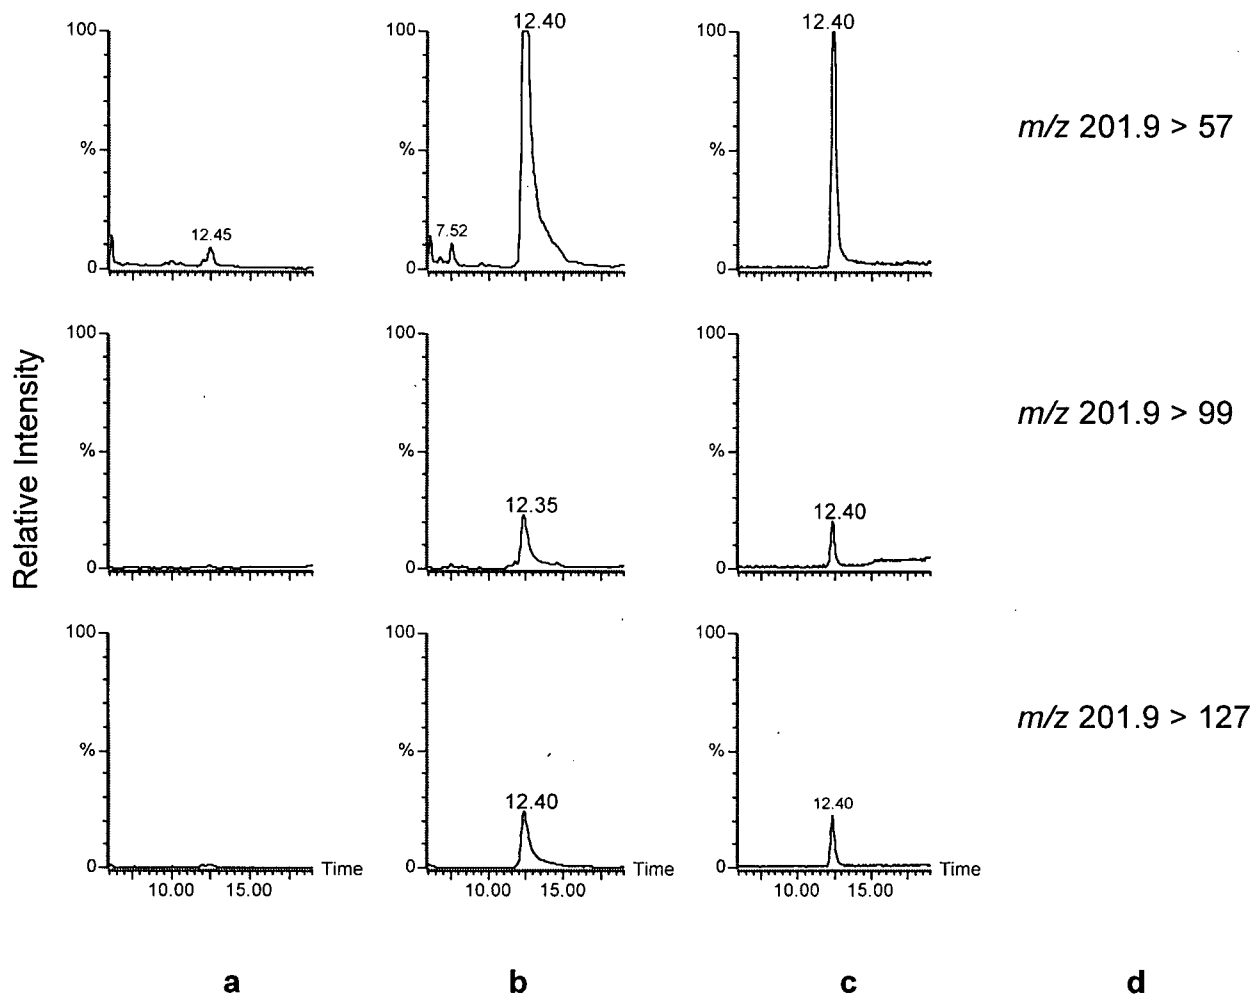 100 100 100
12.40 12.40
% % %
m/z 201.9 > 57
12.45 7.52
0 0 0
100 100 100
m/z 201.9 > 99
Relative Intensity
% % %
12.35 12.40
0 0 0
100 100 100
m/z 201.9 > 127
% % %
12.40 12.40
0 Time 0 Time 0 Time
10.00 15.00 10.00 15.00 10.00 15.00
a b c d